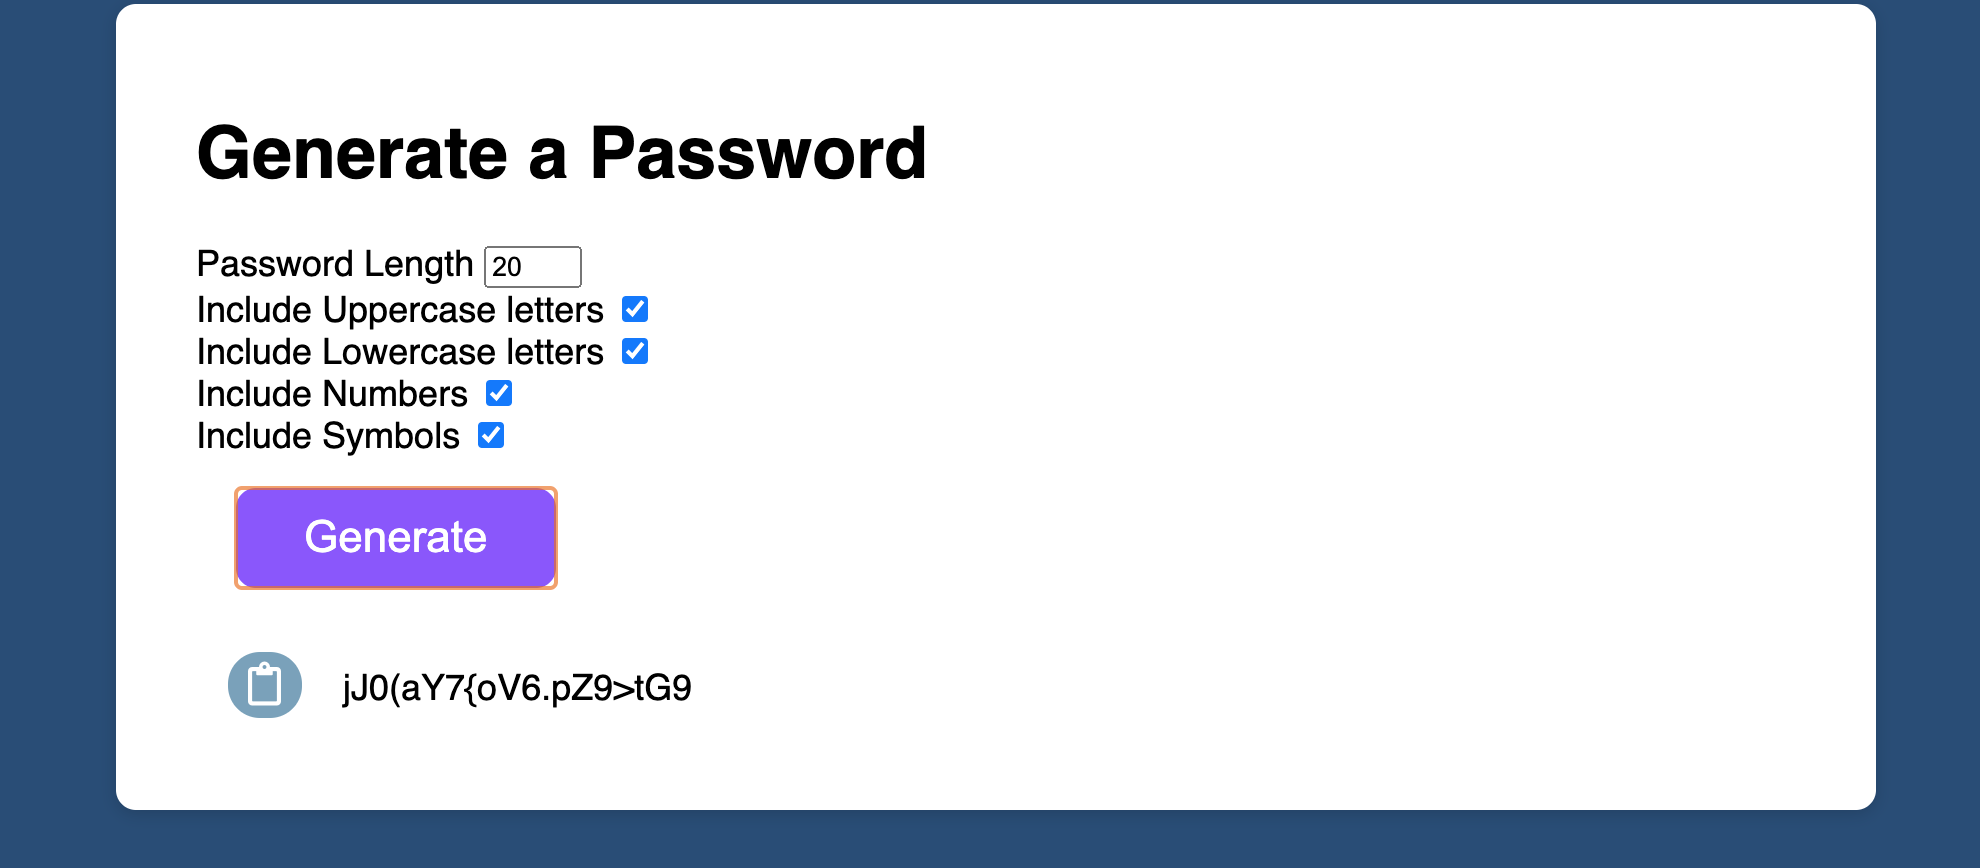 Generate a Password
Password Length 20
Include Uppercase letters
Include Lowercase letters
Include Numbers
Include Symbols
Generate
jJ0(aY7{oV6.pZ9>tG9